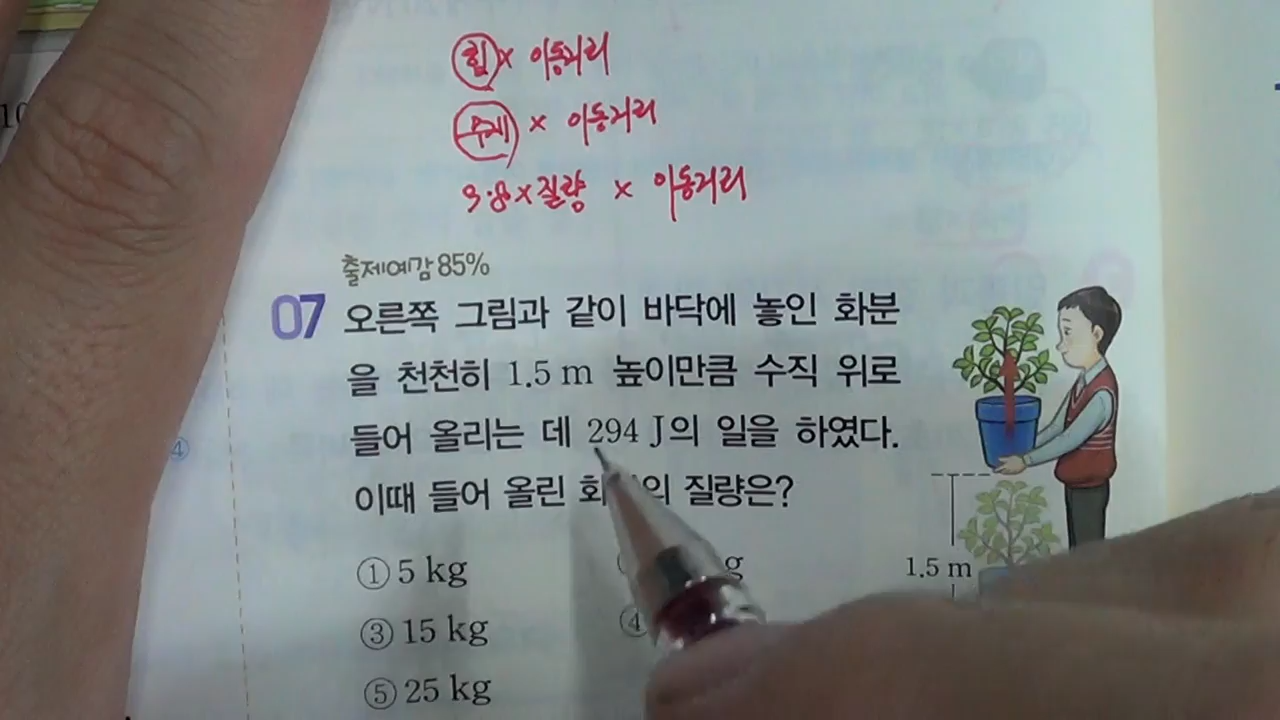 힘 × 이동거리
무게 × 이동거리
9.8 × 질량 × 이동거리
출제예감 85%
07 오른쪽 그림과 같이 바닥에 놓인 화분
을 천천히 1.5 m 높이만큼 수직 위로
들어 올리는 데 294 J의 일을 하였다.
이때 들어 올린 질량은?
① 5 kg
③ 15 kg
④
⑤ 25 kg
1.5 m
④